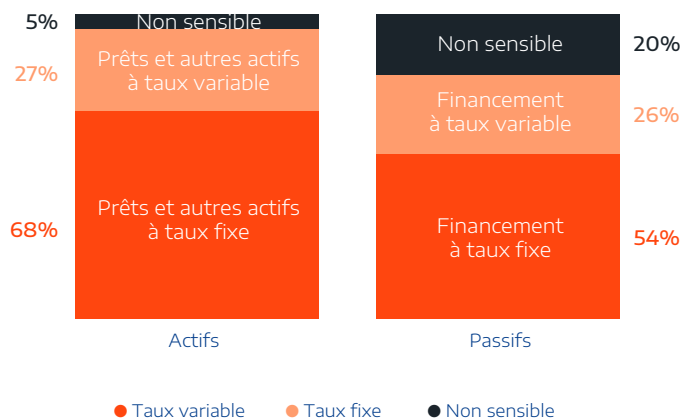 5%
Non sensible
27%
Prêts et autres actifs
à taux variable
68%
Prêts et autres actifs
à taux fixe
Actifs
Non sensible
20%
Financement
à taux variable
26%
Financement
à taux fixe
54%
Passifs
Taux variable
Taux fixe
Non sensible